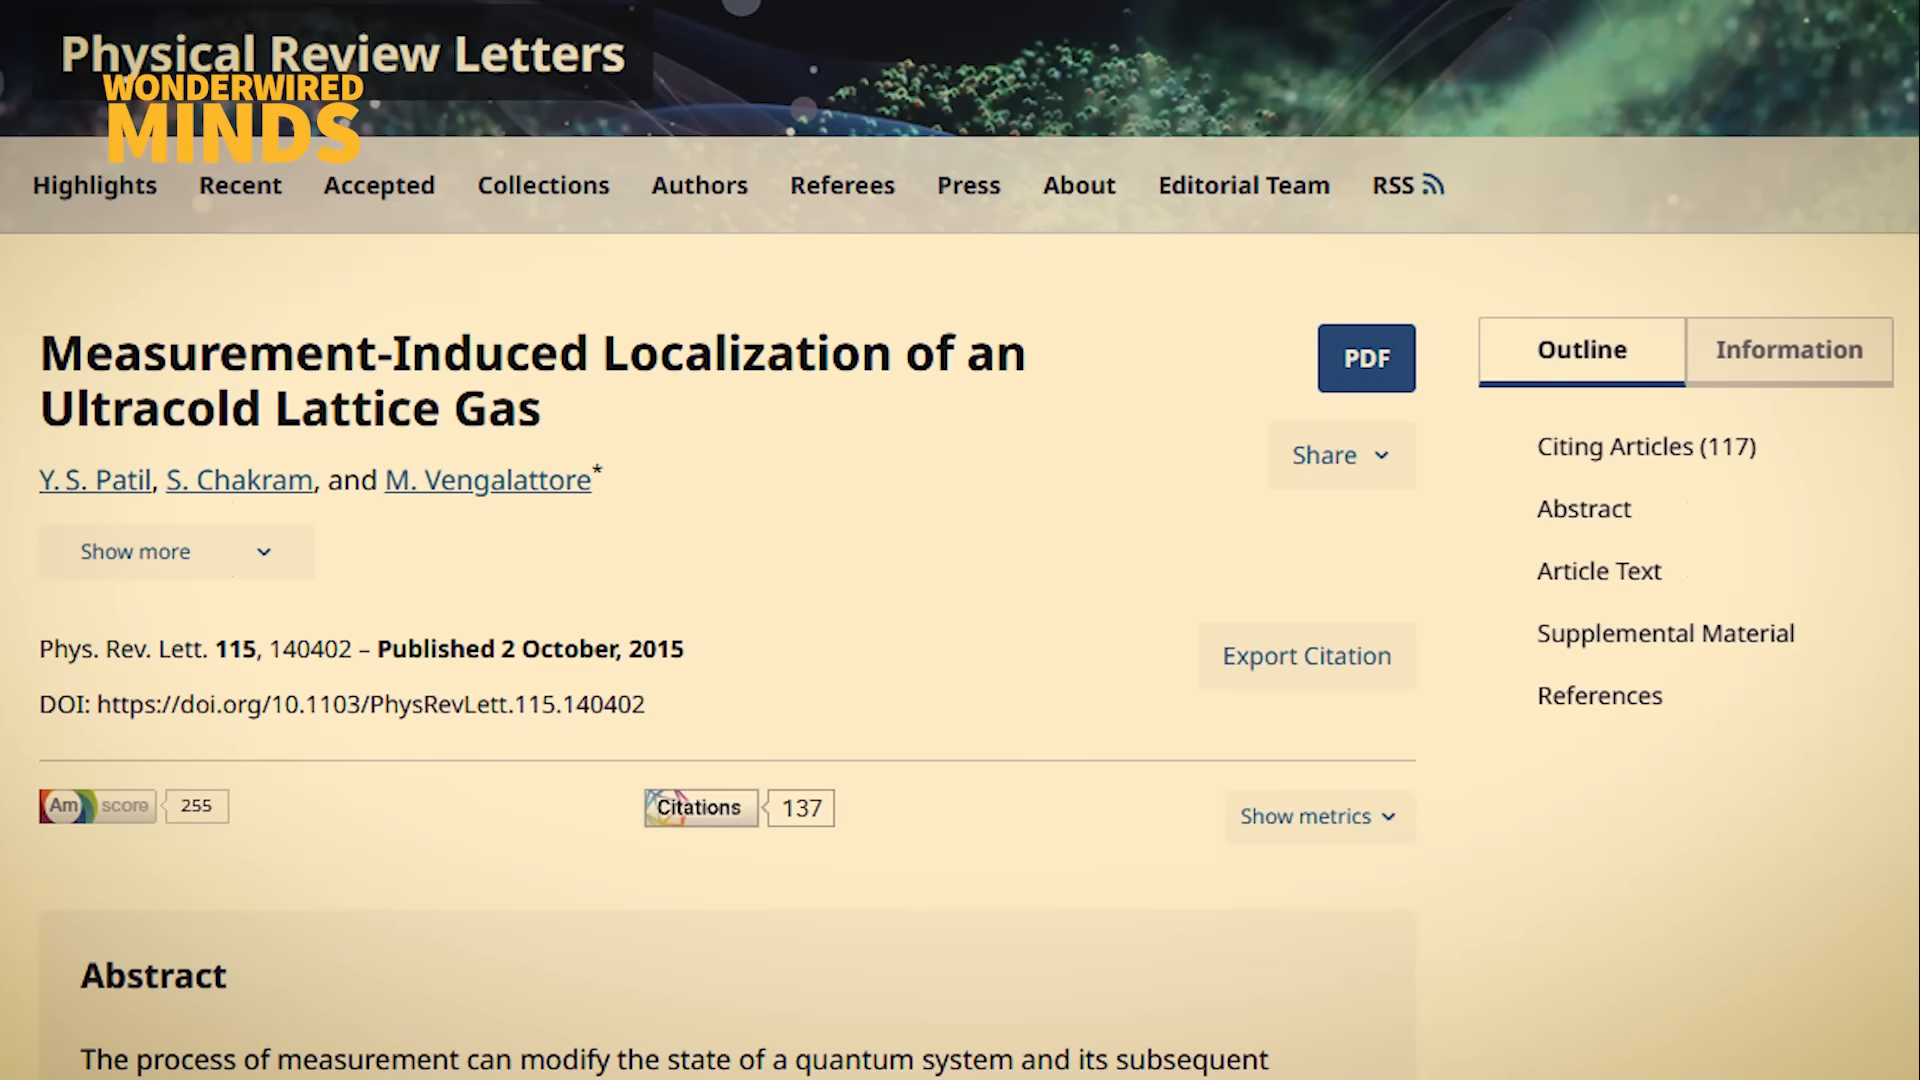 Physical Review Letters
WONDERWIRED
MINDS
Highlights Recent Accepted Collections Authors Referees Press About Editorial Team RSS
Measurement-Induced Localization of an
Ultracold Lattice Gas
PDF
Outline Information
Y. S. Patil, S. Chakram, and M. Vengalattore*
Share
Citing Articles (117)
Abstract
Show more
Article Text
Phys. Rev. Lett. 115, 140402 – Published 2 October, 2015
Export Citation
Supplemental Material
DOI: https://doi.org/10.1103/PhysRevLett.115.140402
References
Am score 255
Citations 137
Show metrics
Abstract
The process of measurement can modify the state of a quantum system and its subsequent